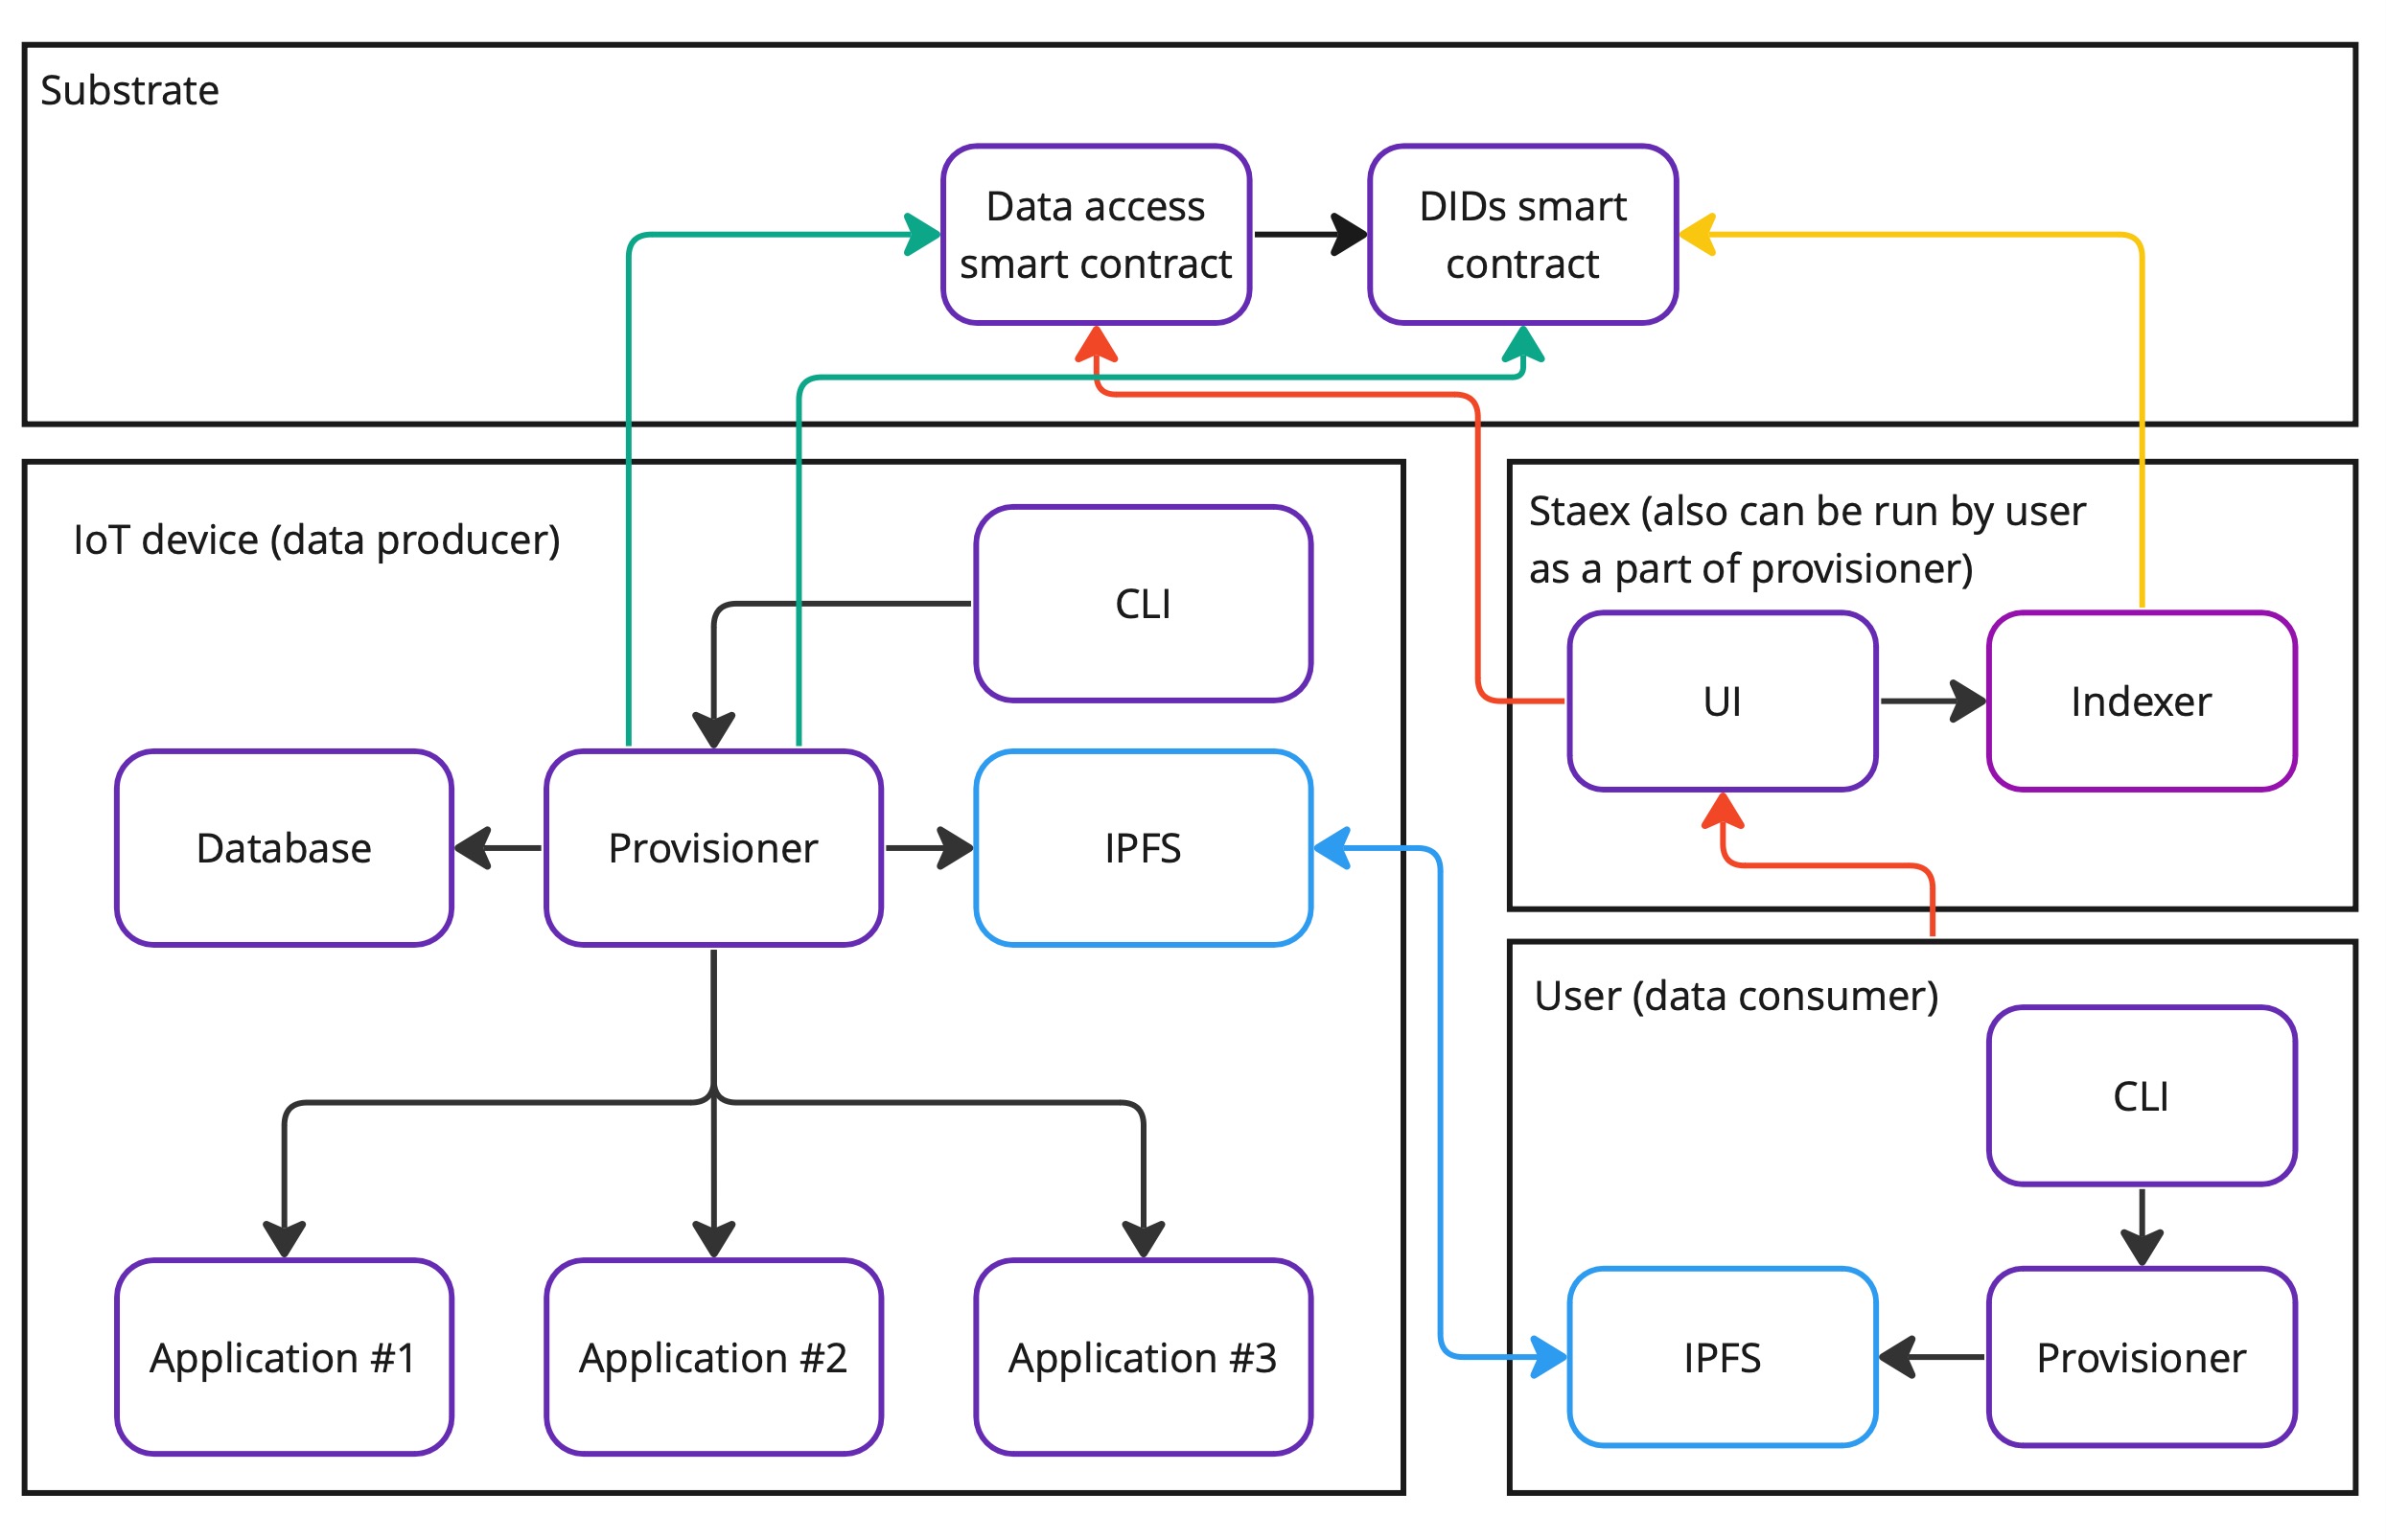 Substrate
Data access
smart contract
DIDs smart
contract
IoT device (data producer)
CLI
Database
Provisioner
IPFS
Application #1
Application #2
Application #3
Staex (also can be run by user
as a part of provisioner)
UI
Indexer
User (data consumer)
CLI
IPFS
Provisioner